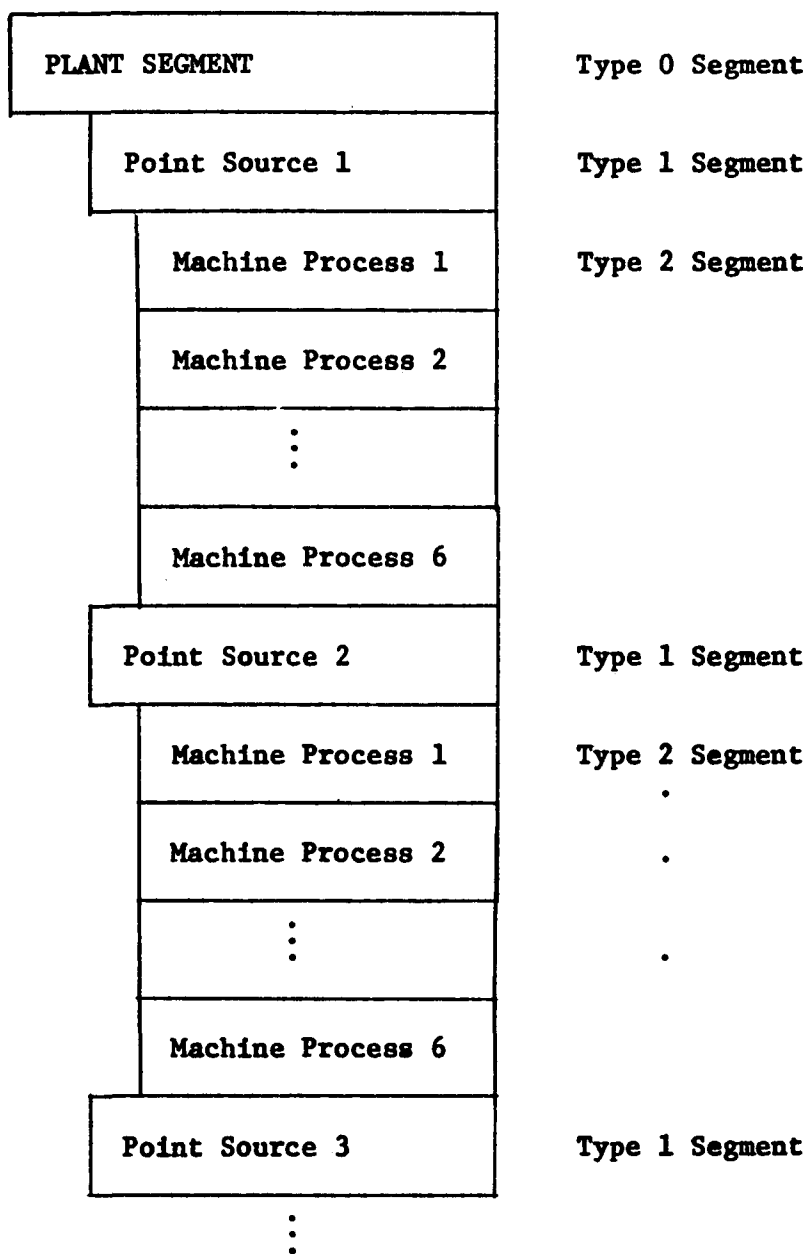 PLANT SEGMENT Type 0 Segment
Point Source 1 Type 1 Segment
Machine Process 1 Type 2 Segment
Machine Process 2
Machine Process 6
Point Source 2 Type 1 Segment
Machine Process 1 Type 2 Segment
Machine Process 2
Machine Process 6
Point Source 3 Type 1 Segment